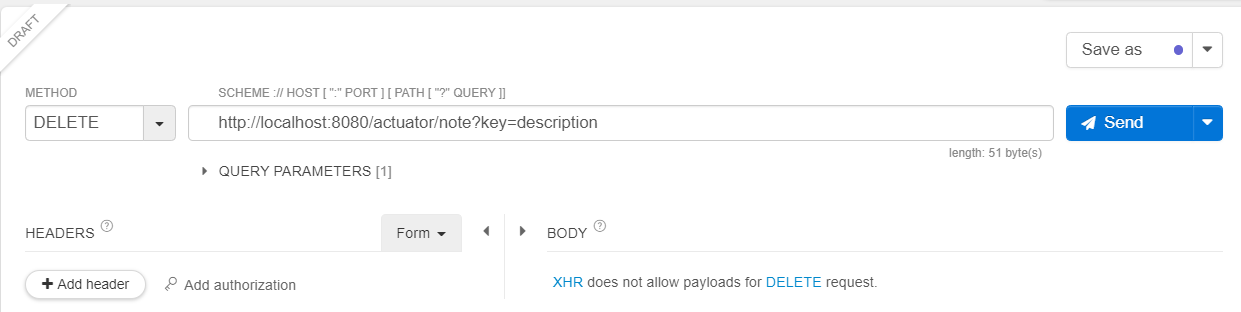 DRAFT
Save as
METHOD
SCHEME :// HOST [ ":" PORT ] [ PATH [ "?" QUERY ]]
DELETE
http://localhost:8080/actuator/note?key=description
Send
length: 51 byte(s)
QUERY PARAMETERS [1]
HEADERS ?
Form
BODY ?
+ Add header
Add authorization
XHR does not allow payloads for DELETE request.